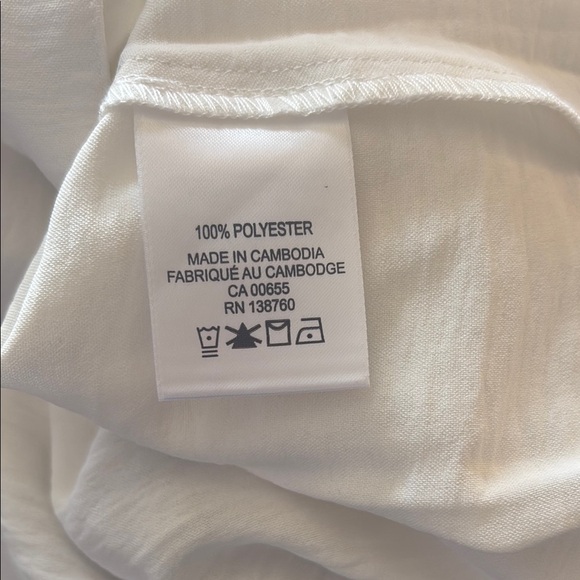 100% POLYESTER
MADE IN CAMBODIA
FABRIQUÉ AU CAMBODGE
CA 00655
RN 138760